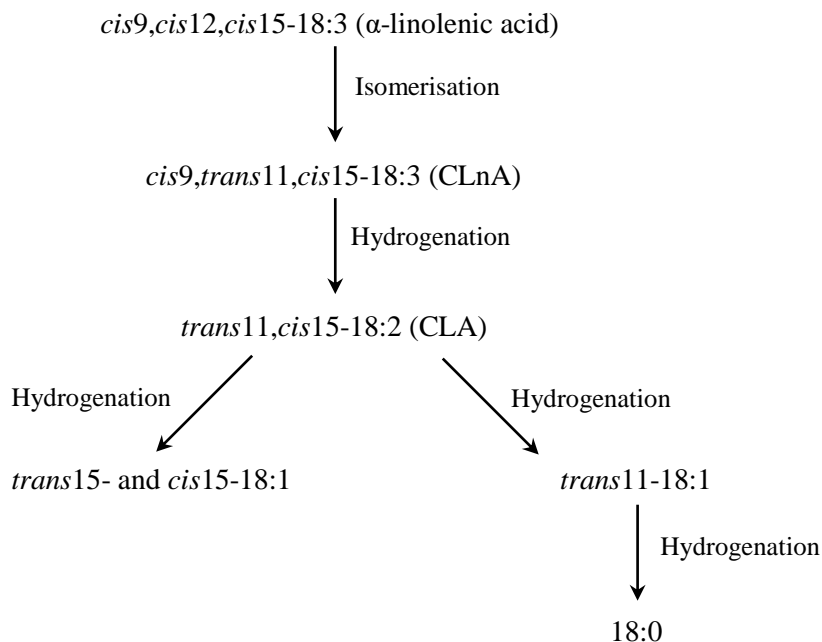 cis9,cis12,cis15-18:3 (α-linolenic acid)
Isomerisation
cis9,trans11,cis15-18:3 (CLnA)
Hydrogenation
trans11,cis15-18:2 (CLA)
Hydrogenation
Hydrogenation
trans15- and cis15-18:1
trans11-18:1
Hydrogenation
18:0